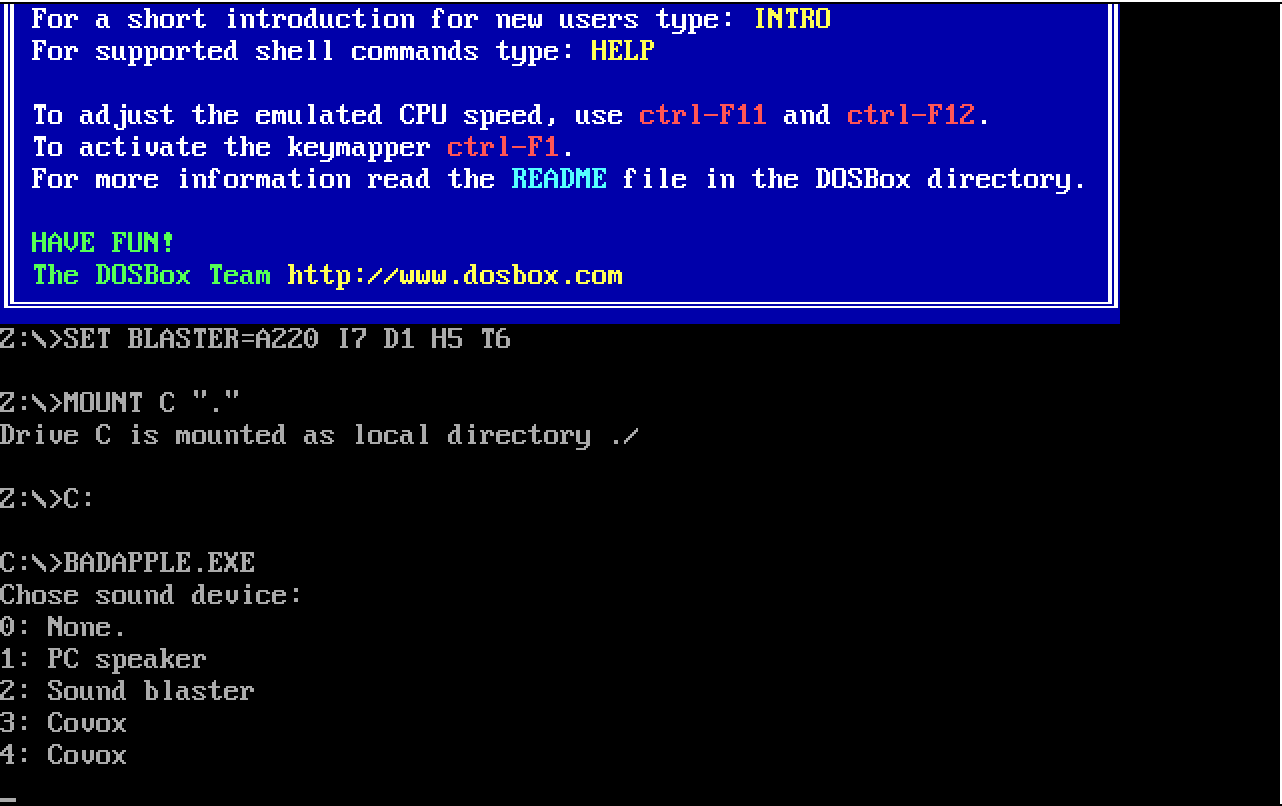 For a short introduction for new users type: INTRO
For supported shell commands type: HELP
To adjust the emulated CPU speed, use ctrl-F11 and ctrl-F12.
To activate the keymapper ctrl-F1.
For more information read the README file in the DOSBox directory.
HAVE FUN!
The DOSBox Team http://www.dosbox.com
Z:\>SET BLASTER=A220 I7 D1 H5 T6
Z:\>MOUNT C "."
Drive C is mounted as local directory ./
Z:\>C:
C:\>BADAPPLE.EXE
Chose sound device:
0: None.
1: PC speaker
2: Sound blaster
3: Covox
4: Covox
_